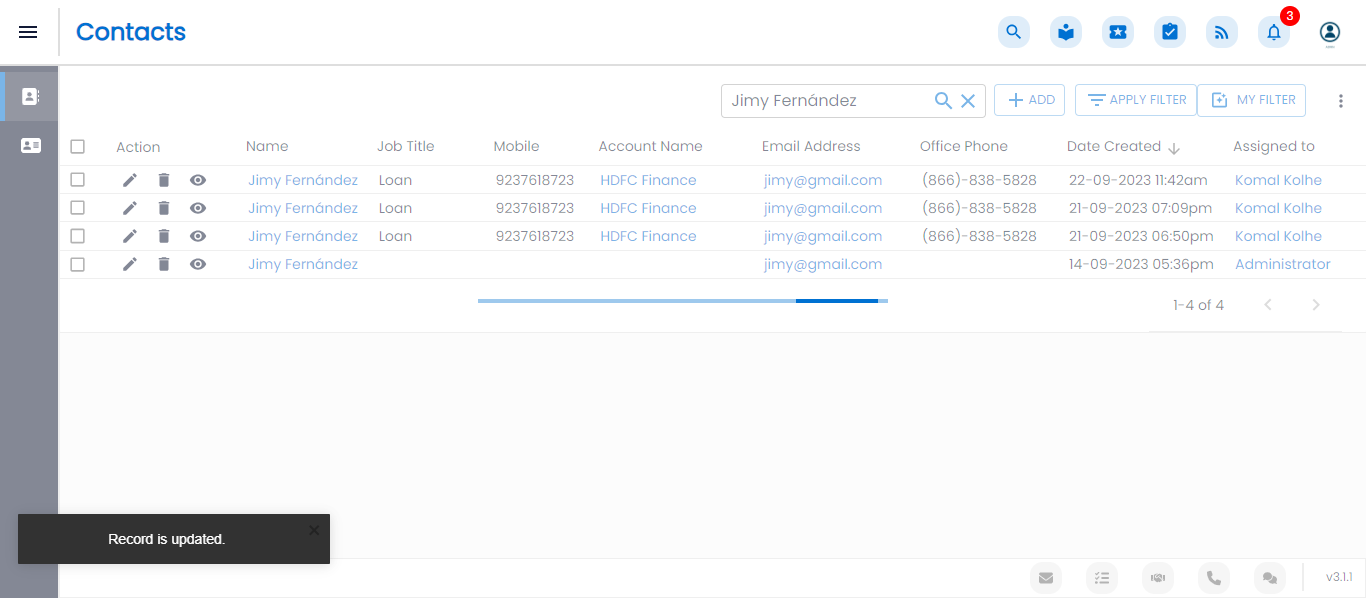 Contacts
3
Jimy Fernández
ADD
APPLY FILTER
MY FILTER
Action Name Job Title Mobile Account Name Email Address Office Phone Date Created Assigned to
Jimy Fernández Loan 9237618723 HDFC Finance jimy@gmail.com (866)-838-5828 22-09-2023 11:42am Komal Kolhe
Jimy Fernández Loan 9237618723 HDFC Finance jimy@gmail.com (866)-838-5828 21-09-2023 07:09pm Komal Kolhe
Jimy Fernández Loan 9237618723 HDFC Finance jimy@gmail.com (866)-838-5828 21-09-2023 06:50pm Komal Kolhe
Jimy Fernández jimy@gmail.com 14-09-2023 05:36pm Administrator
1-4 of 4
Record is updated.
v3.1.1